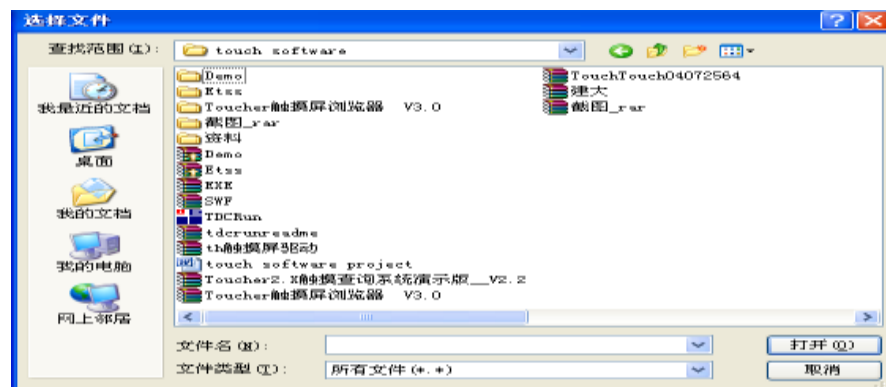 选择文件
查找范围(I):
touch software
我最近的文档
桌面
我的文档
我的电脑
网上邻居
Demo
Etss
Toucher触摸屏浏览器 V3.0
截图_rar
资料
Demo
Etss
EXE
SWF
TDCRun
tdcrunreadme
th触摸屏驱动
touch software project
Toucher2.X触摸查询系统演示版__V2.2
Toucher触摸屏浏览器 V3.0
TouchTouch04072564
建大
截图_rar
文件名(N):
打开(O)
文件类型(T):
所有文件(*.*)
取消